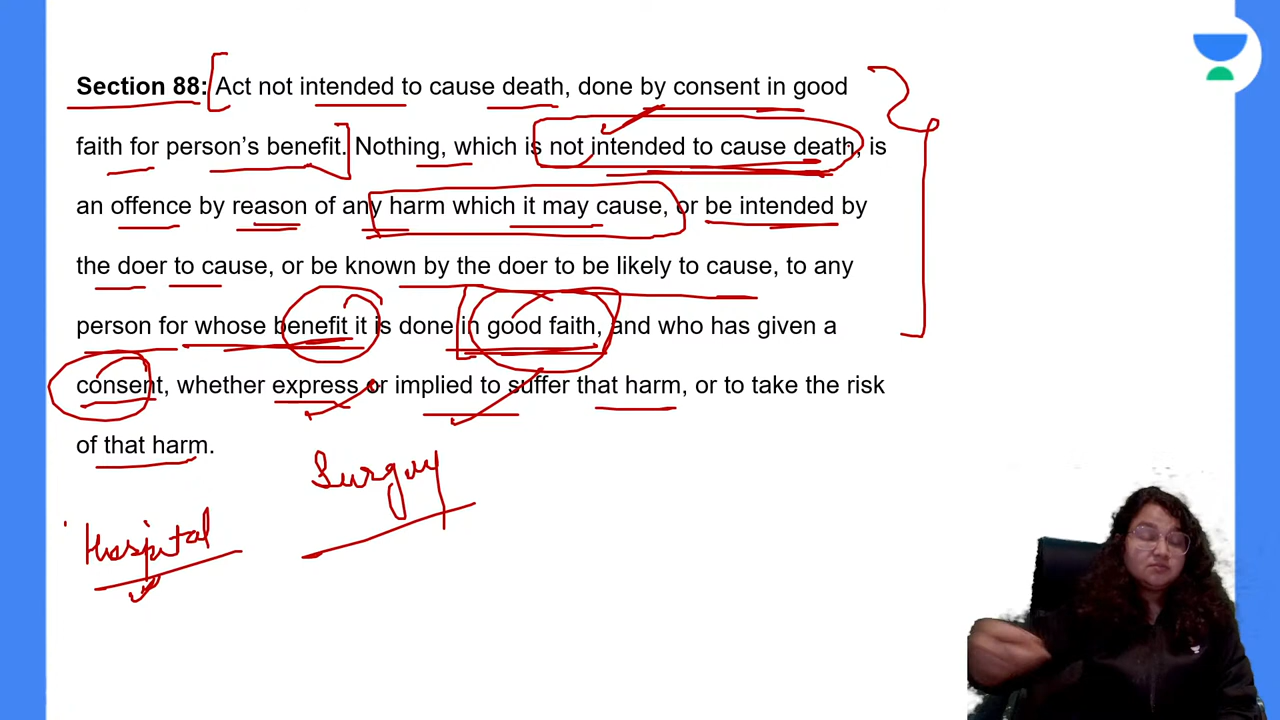 Section 88: Act not intended to cause death, done by consent in good
faith for person’s benefit. Nothing, which is not intended to cause death, is
an offence by reason of any harm which it may cause, or be intended by
the doer to cause, or be known by the doer to be likely to cause, to any
person for whose benefit it is done in good faith, and who has given a
consent, whether express or implied to suffer that harm, or to take the risk
of that harm.
Surgery
Hospital